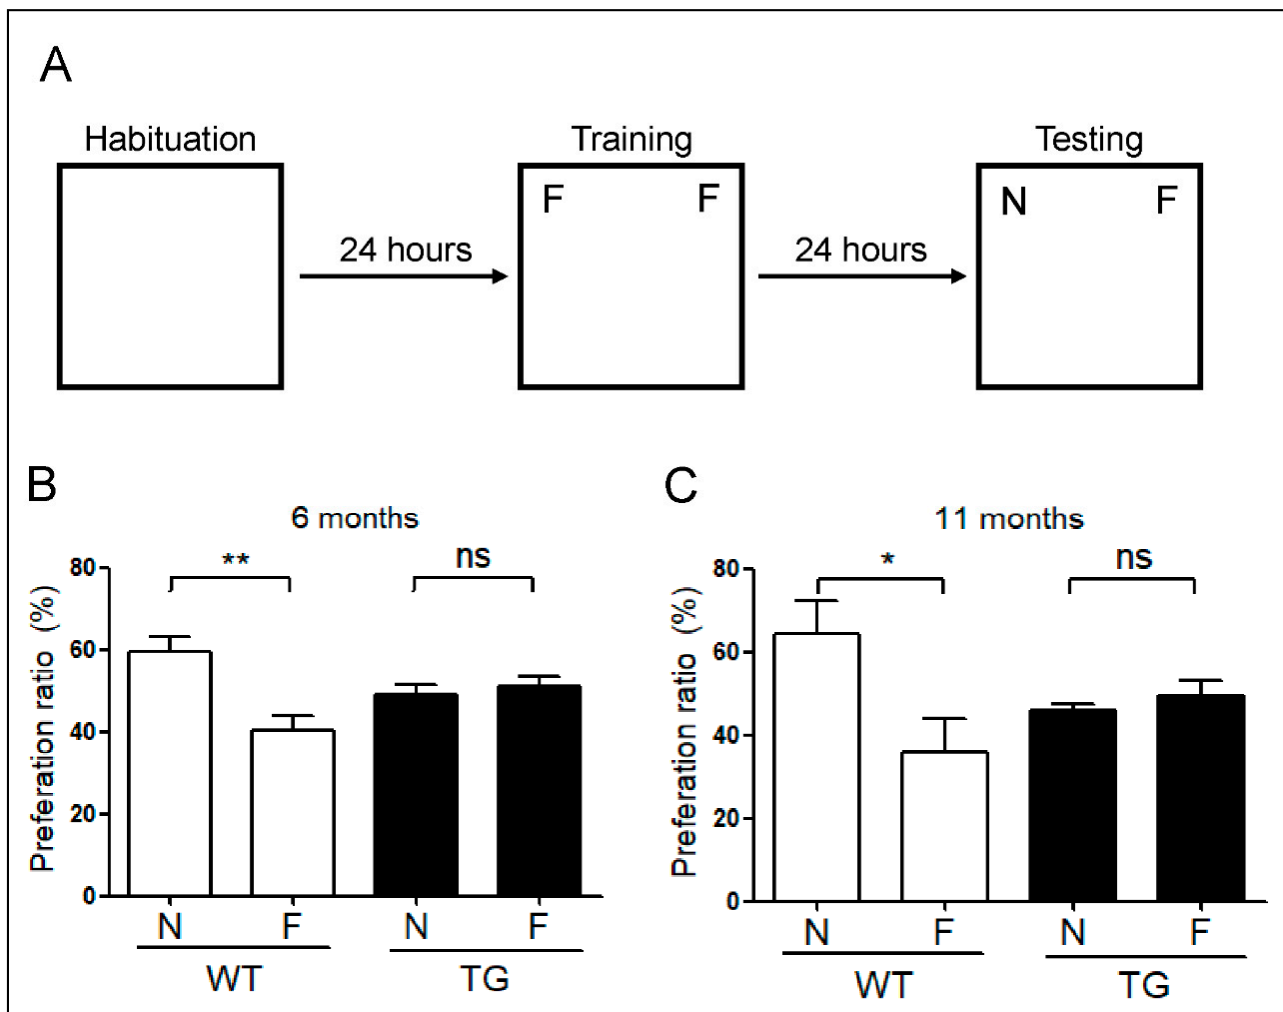 A
Habituation
Training
Testing
F F
N F
24 hours
24 hours
B
6 months
**
ns
Preferation ratio (%)
80
60
40
20
0
N F N F
WT TG
C
11 months
*
ns
Preferation ratio (%)
80
60
40
20
0
N F N F
WT TG